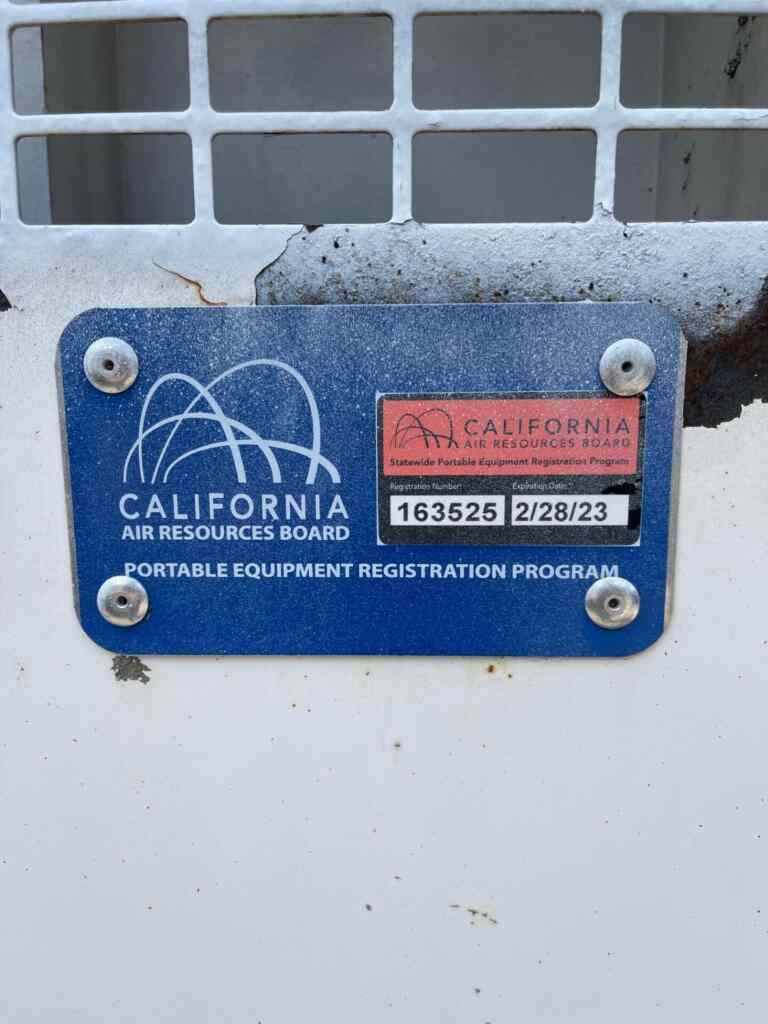 CALIFORNIA
AIR RESOURCES BOARD
PORTABLE EQUIPMENT REGISTRATION PROGRAM
CALIFORNIA
AIR RESOURCES BOARD
Statewide Portable Equipment Registration Program
Registration Number: Expiration Date:
163525 2/28/23